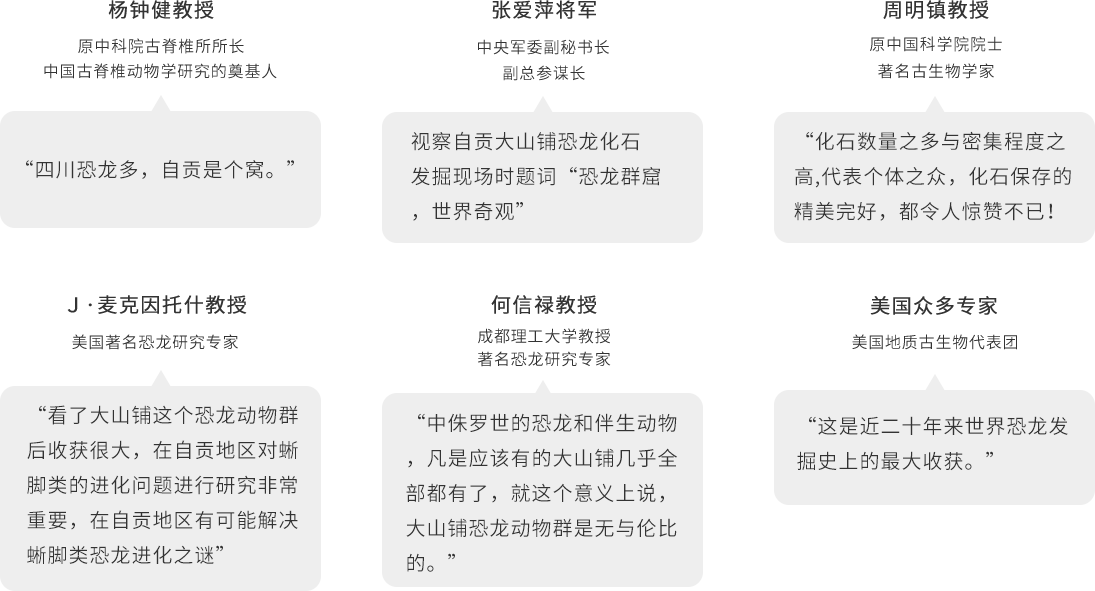 杨钟健教授
原中科院古脊椎所所长
中国古脊椎动物学研究的奠基人
“四川恐龙多，自贡是个窝。”
张爱萍将军
中央军委副秘书长
副总参谋长
视察自贡大山铺恐龙化石
发掘现场时题词“恐龙群窟
，世界奇观”
周明镇教授
原中国科学院院士
著名古生物学家
“化石数量之多与密集程度之
高,代表个体之众，化石保存的
精美完好，都令人惊赞不已！
J ·麦克因托什教授
美国著名恐龙研究专家
“看了大山铺这个恐龙动物群
后收获很大，在自贡地区对蜥
脚类的进化问题进行研究非常
重要，在自贡地区有可能解决
蜥脚类恐龙进化之谜”
何信禄教授
成都理工大学教授
著名恐龙研究专家
“中侏罗世的恐龙和伴生动物
，凡是应该有的大山铺几乎全
部都有了，就这个意义上说，
大山铺恐龙动物群是无与伦比
的。”
美国众多专家
美国地质古生物代表团
“这是近二十年来世界恐龙发
掘史上的最大收获。”